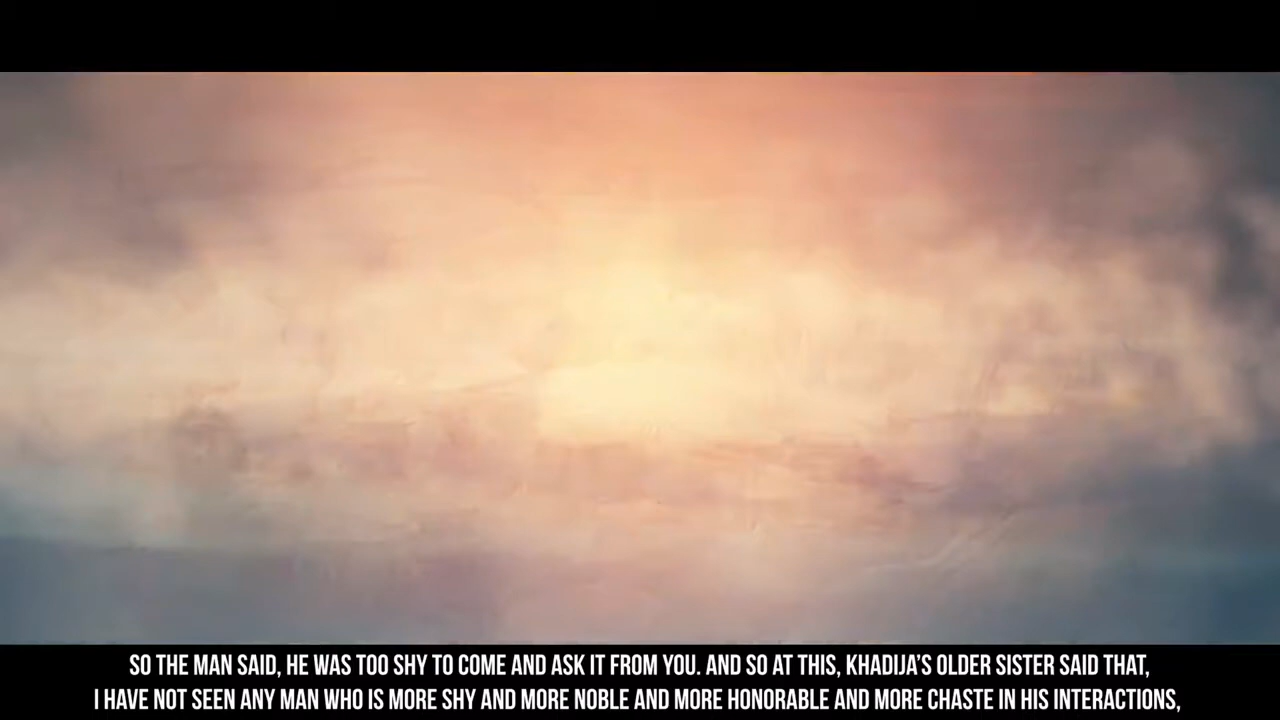 SO THE MAN SAID, HE WAS TOO SHY TO COME AND ASK IT FROM YOU. AND SO AT THIS, KHADIJA'S OLDER SISTER SAID THAT,
I HAVE NOT SEEN ANY MAN WHO IS MORE SHY AND MORE NOBLE AND MORE HONORABLE AND MORE CHASTE IN HIS INTERACTIONS,